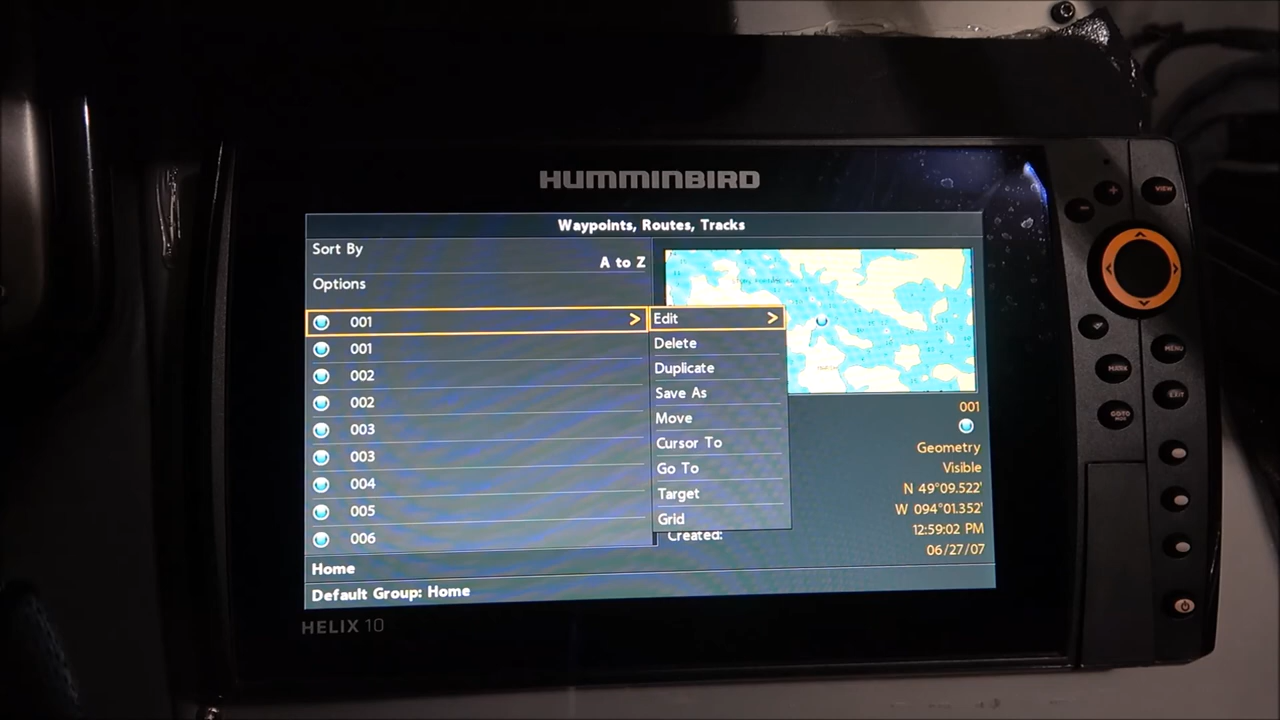 HUMMINBIRD
Waypoints, Routes, Tracks
Sort By
A to Z
Options
001
001
002
002
003
003
004
005
006
Edit
Delete
Duplicate
Save As
Move
Cursor To
Go To
Target
Grid
001
Geometry
Visible
N 49°09.522'
W 094°01.352'
12:59:02 PM
Created:
06/27/07
Home
Default Group: Home
HELIX 10
VIEW
MENU
EXIT
GOTO